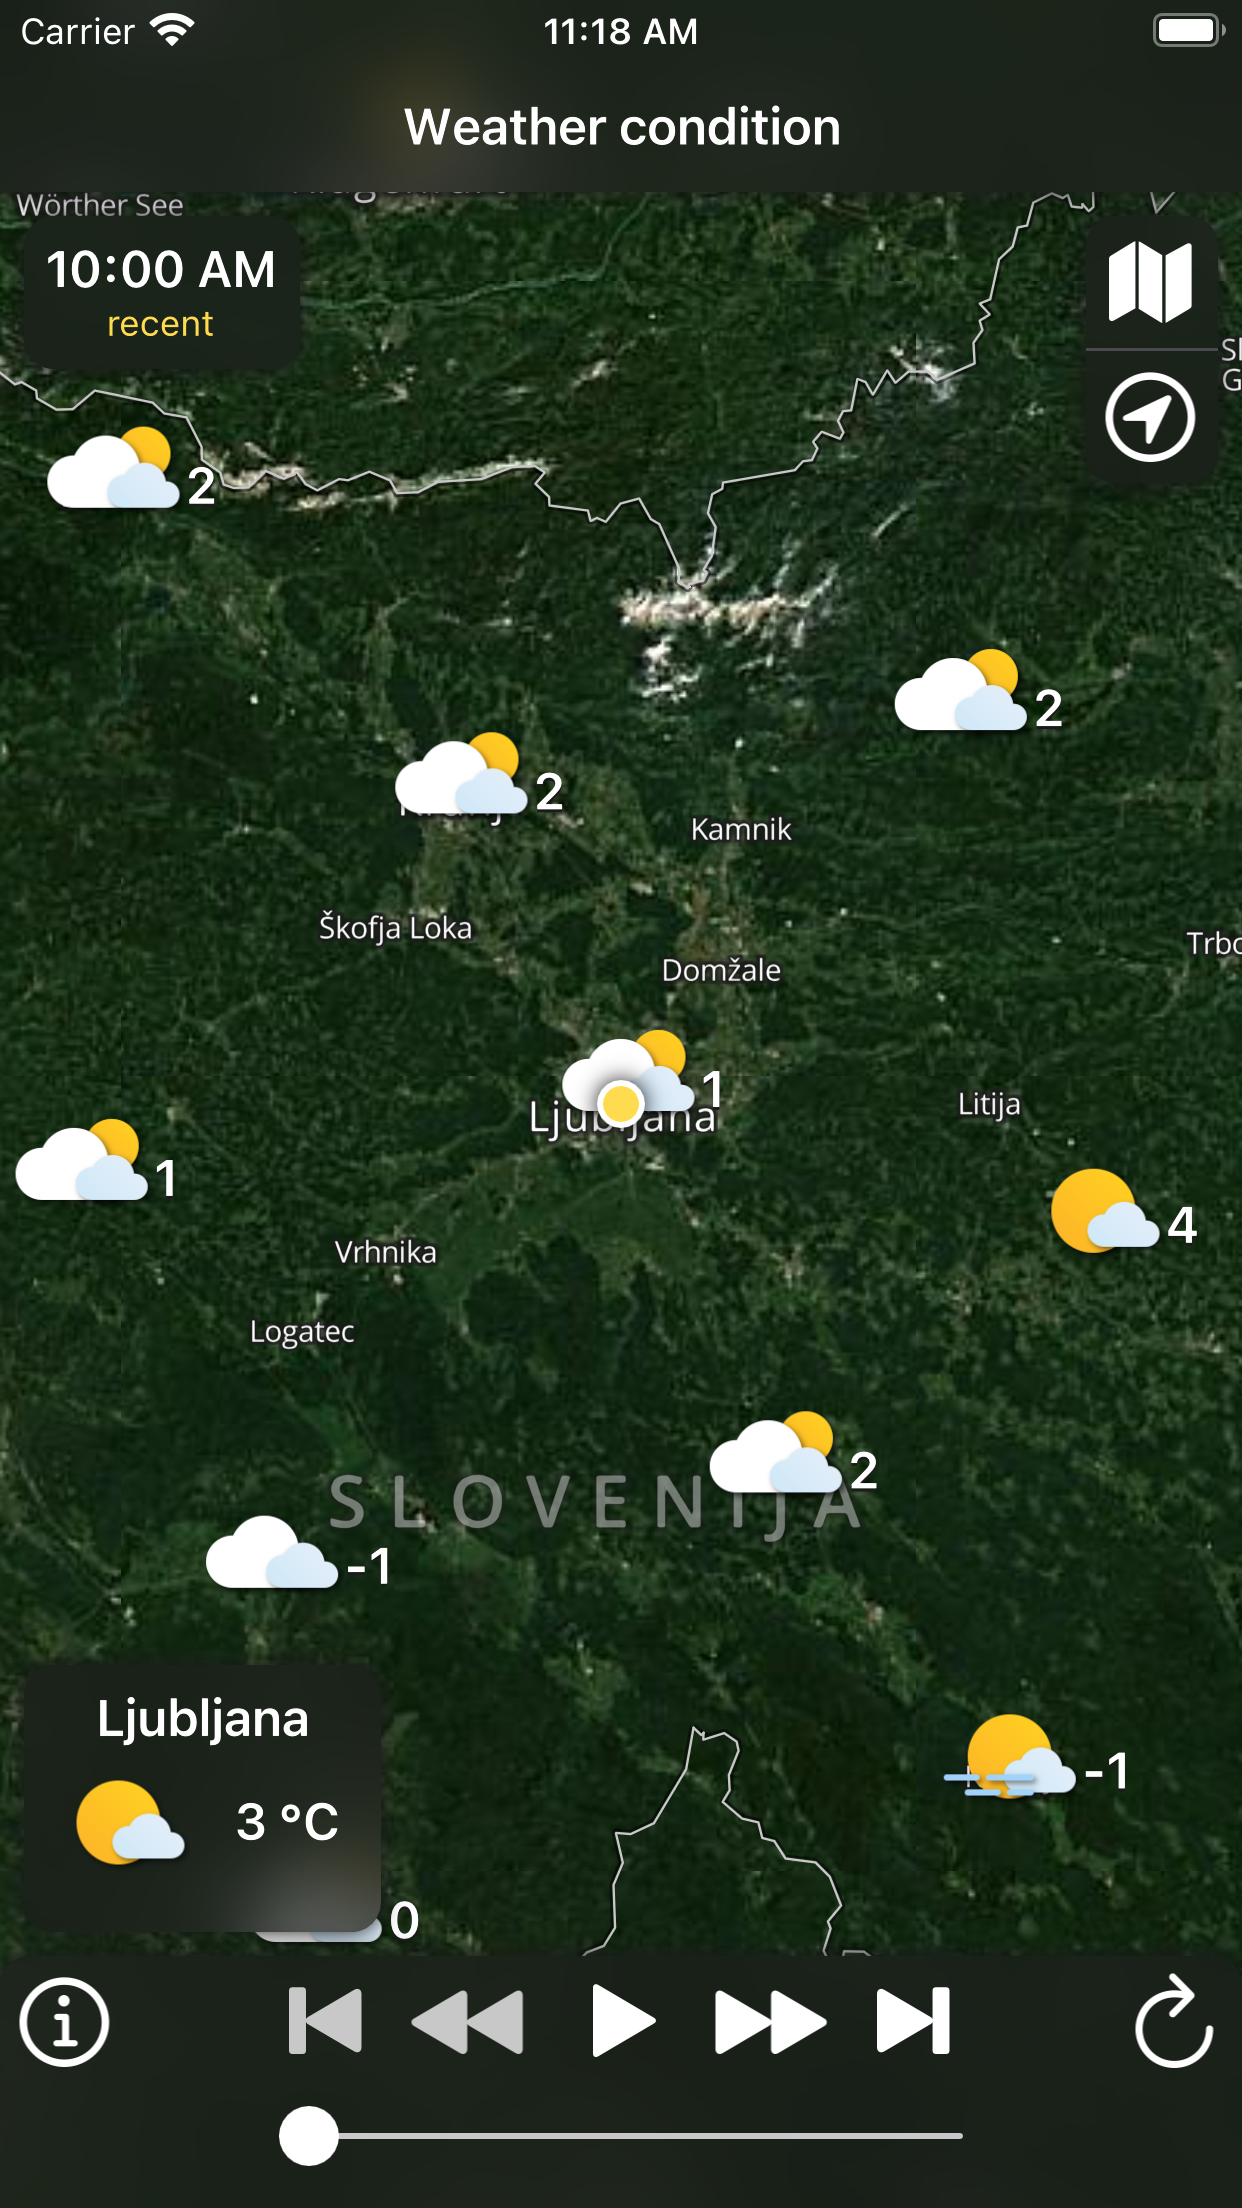 Carrier
11:18 AM
Weather condition
Wörther See
10:00 AM
recent
2
2
2
Kamnik
Škofja Loka
Domžale
1
Ljubljana
Litija
1
4
Vrhnika
Logatec
2
SLOVENIJA
-1
Ljubljana
3 °C
-1
0